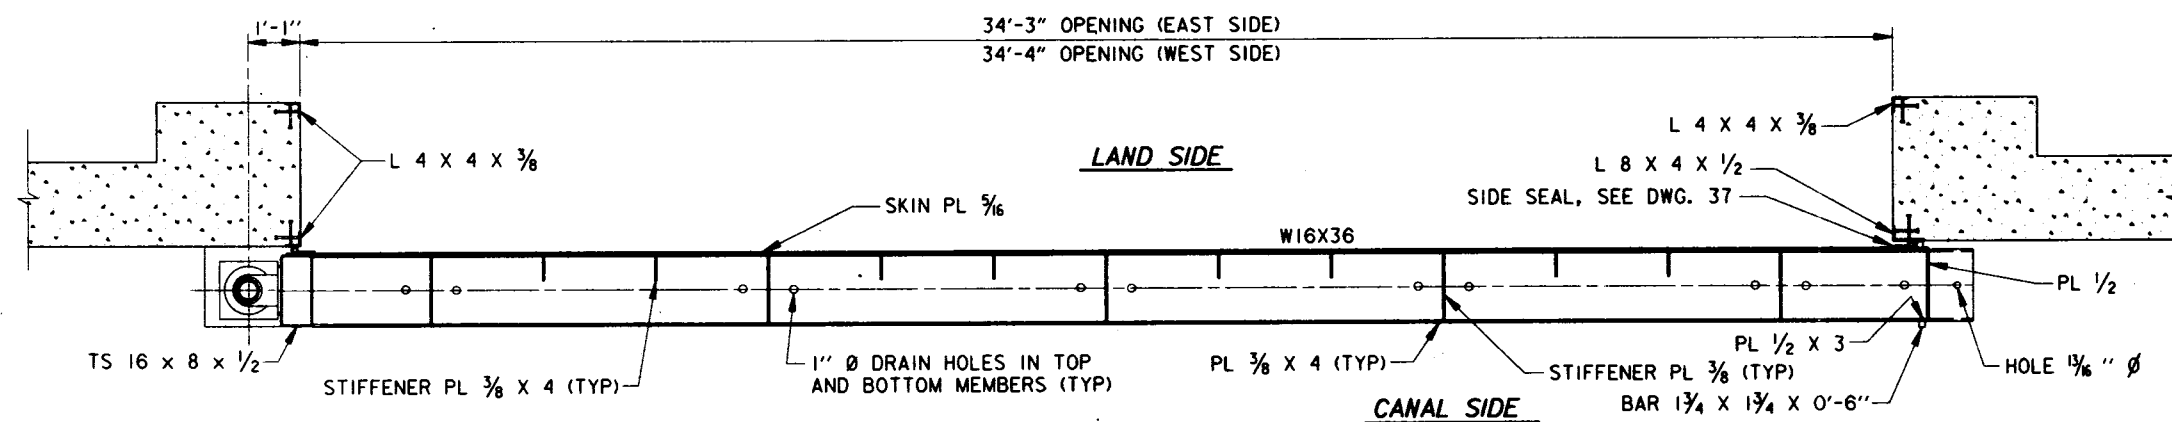 1'-1"
34'-3" OPENING (EAST SIDE)
34'-4" OPENING (WEST SIDE)
L 4 X 4 X 3/8
L 4 X 4 X 3/8
LAND SIDE
L 8 X 4 X 1/2
SIDE SEAL, SEE DWG. 37
SKIN PL 5/16
W16X36
PL 1/2
TS 16 x 8 x 1/2
STIFFENER PL 3/8 X 4 (TYP)
1" Ø DRAIN HOLES IN TOP
AND BOTTOM MEMBERS (TYP)
PL 3/8 X 4 (TYP)
STIFFENER PL 3/8 (TYP)
PL 1/2 X 3
BAR 1 3/4 X 1 3/4 X 0'-6"
HOLE 13/16 " Ø
CANAL SIDE